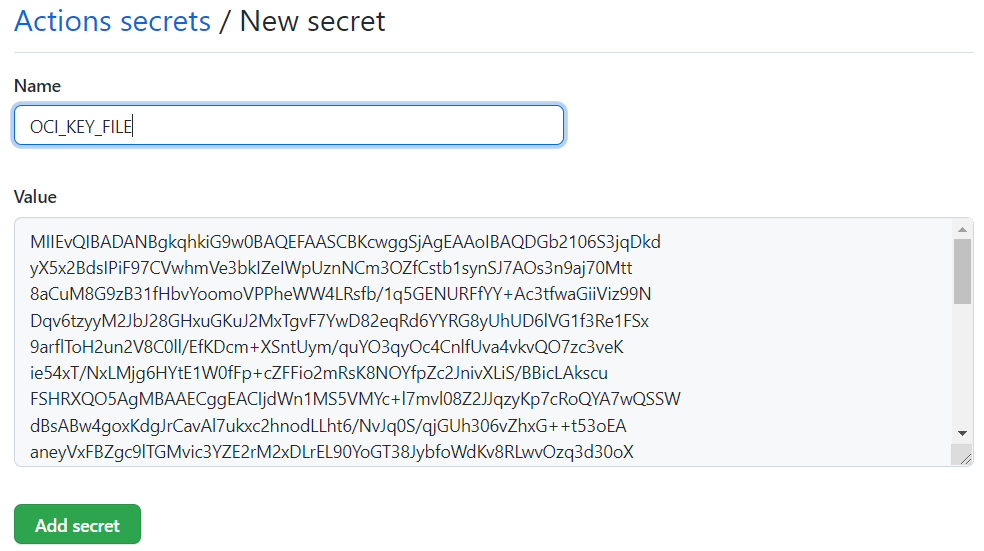 Actions secrets / New secret
Name
OCI_KEY_FILE
Value
MIIEvQIBADANBgkqhkiG9w0BAQEFAASCBKcwggSjAgEAAoIBAQDGb2106S3jqDkd
yX5x2BdsIPiF97CVwhmVe3bkIZeIWpUznNCm3OZfCstb1synSJ7AOs3n9aj70Mtt
8aCuM8G9zB31fHbvYoomoVPPheWW4LRsfb/1q5GENURFfYY+Ac3tfwaGiiViz99N
Dqv6tzyyM2JbJ28GHxuGKuJ2MxTgvF7YwD82eqRd6YYRG8yUhUD6lVG1f3Re1FSx
9arflToH2un2V8C0ll/EfKDcm+XSntUym/quYO3qyOc4CnlfUva4vkvQO7zc3veK
ie54xT/NxLMjg6HYtE1W0fFp+cZFFio2mRsK8NOYfpZc2JnivXLiS/BBicLAkscu
FSHRXQO5AgMBAAECggEACIjdWn1MS5VMYc+l7mvl08Z2JJqzyKp7cRoQYA7wQSSW
dBsABw4goxKdgJrCavAl7ukxc2hnodLLht6/NvJq0S/qjGUh306vZhxG++t53oEA
aneyVxFBZgc9lTGMvic3YZE2rM2xDLrEL90YoGT38JybfoWdKv8RLwvOzq3d30oX
Add secret